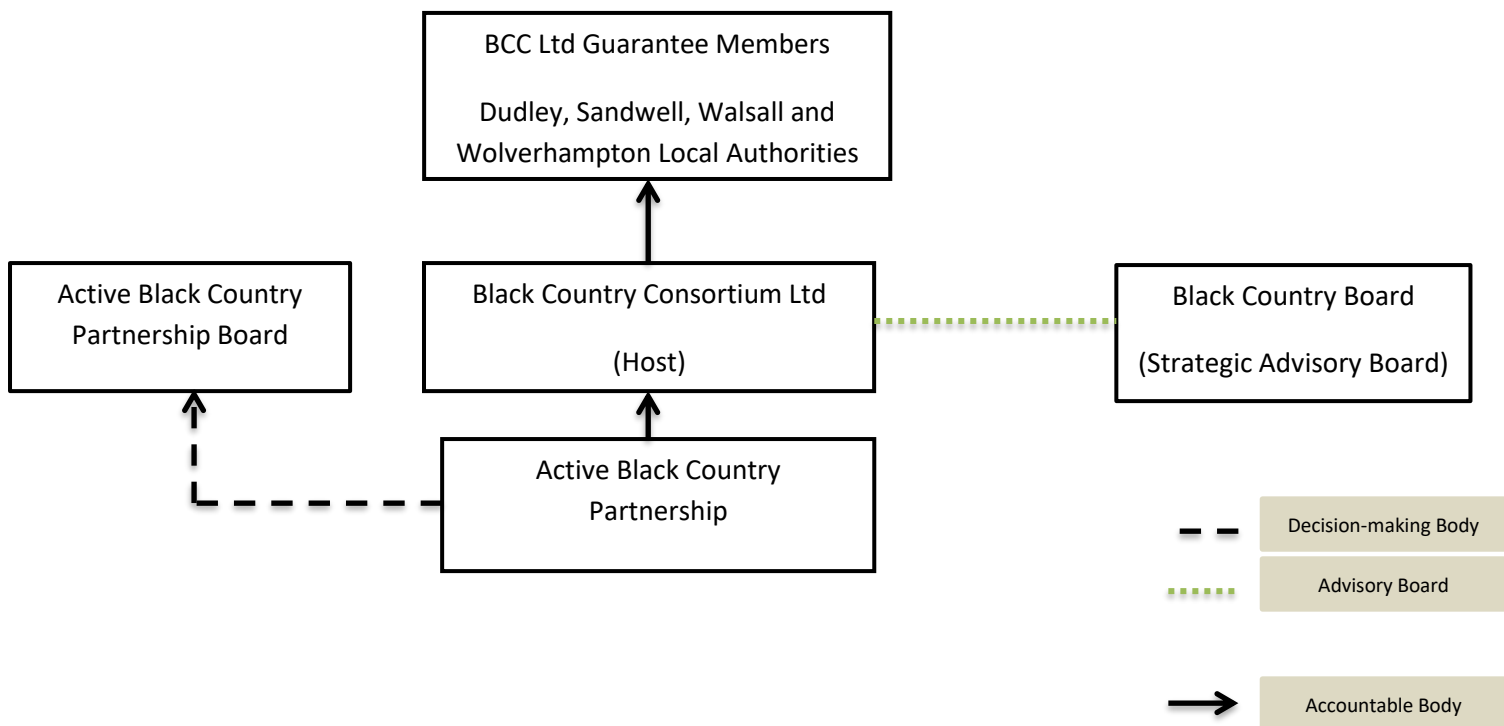 BCC Ltd Guarantee Members
Dudley, Sandwell, Walsall and
Wolverhampton Local Authorities
Active Black Country
Partnership Board
Black Country Consortium Ltd
(Host)
Black Country Board
(Strategic Advisory Board)
Active Black Country
Partnership
Decision-making Body
Advisory Board
Accountable Body